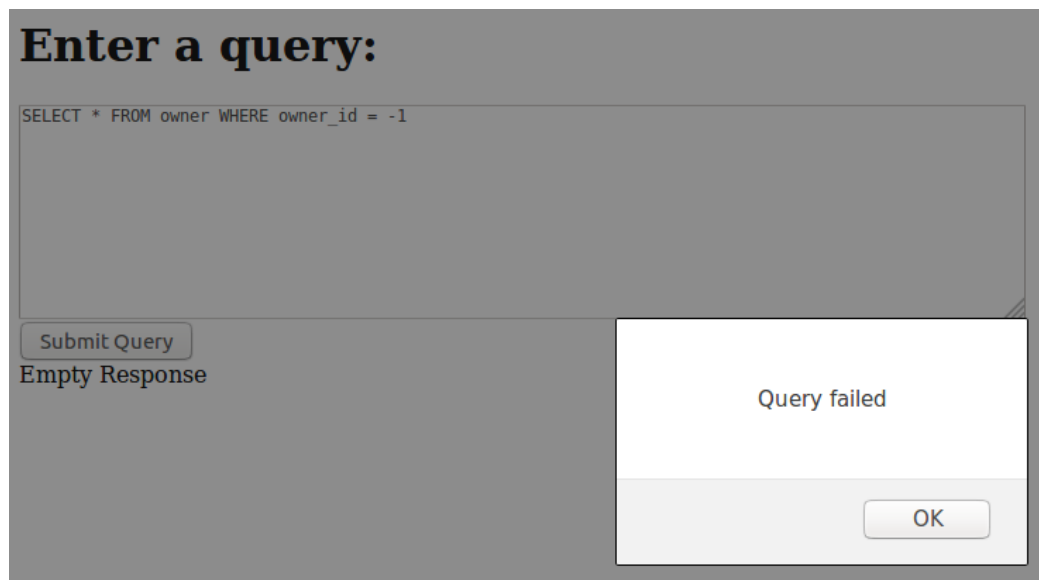 Enter a query:
SELECT * FROM owner WHERE owner_id = -1
Submit Query
Empty Response
Query failed
OK